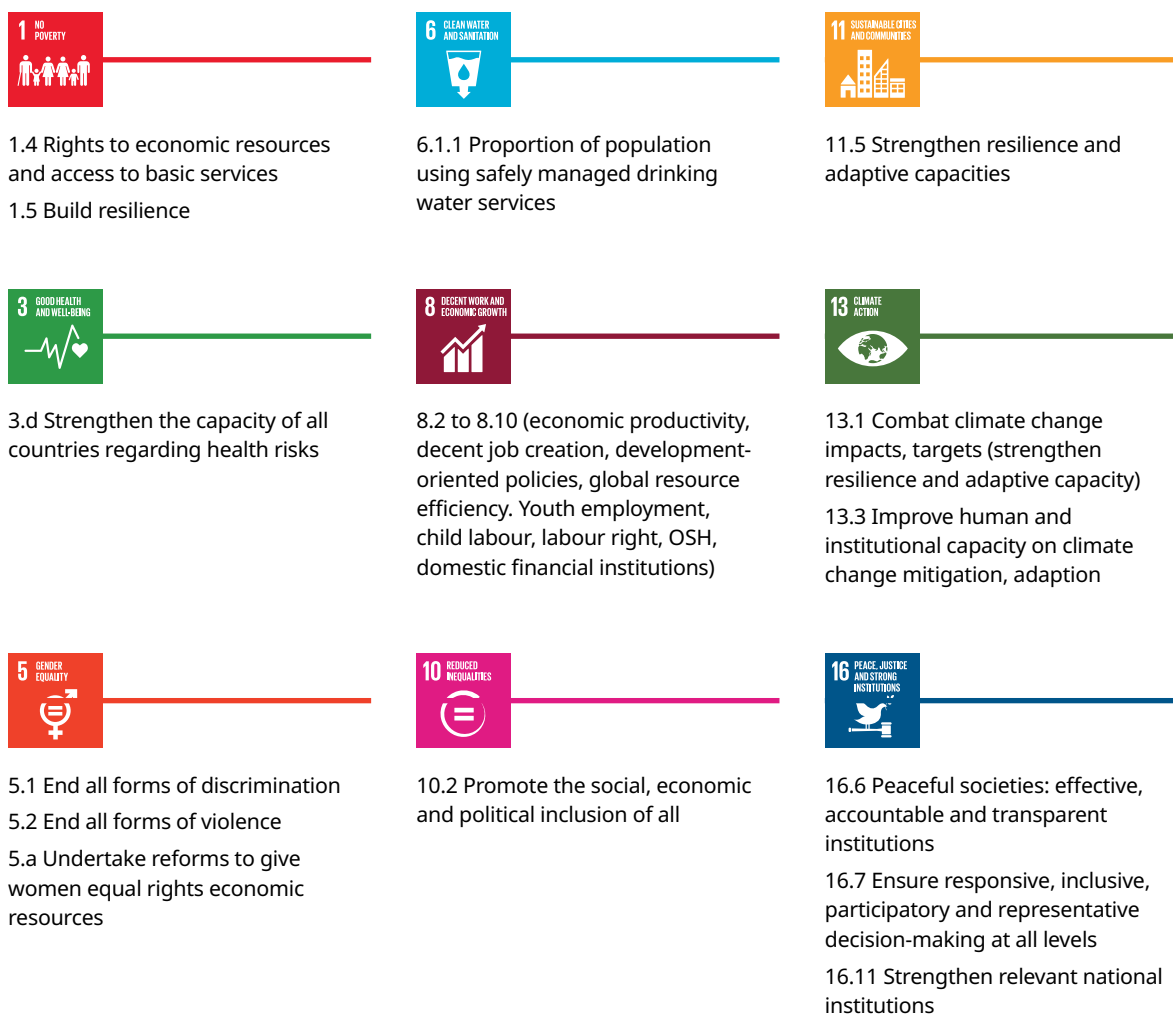 1 NO
POVERTY
1.4 Rights to economic resources
and access to basic services
1.5 Build resilience
6 CLEAN WATER
AND SANITATION
6.1.1 Proportion of population
using safely managed drinking
water services
11 SUSTAINABLE CITIES
AND COMMUNITIES
11.5 Strengthen resilience and
adaptive capacities
3 GOOD HEALTH
AND WELL-BEING
3.d Strengthen the capacity of all
countries regarding health risks
8 DECENT WORK AND
ECONOMIC GROWTH
8.2 to 8.10 (economic productivity,
decent job creation, development-
oriented policies, global resource
efficiency. Youth employment,
child labour, labour right, OSH,
domestic financial institutions)
13 CLIMATE
ACTION
13.1 Combat climate change
impacts, targets (strengthen
resilience and adaptive capacity)
13.3 Improve human and
institutional capacity on climate
change mitigation, adaption
5 GENDER
EQUALITY
5.1 End all forms of discrimination
5.2 End all forms of violence
5.a Undertake reforms to give
women equal rights economic
resources
10 REDUCED
INEQUALITIES
10.2 Promote the social, economic
and political inclusion of all
16 PEACE, JUSTICE
AND STRONG
INSTITUTIONS
16.6 Peaceful societies: effective,
accountable and transparent
institutions
16.7 Ensure responsive, inclusive,
participatory and representative
decision-making at all levels
16.11 Strengthen relevant national
institutions